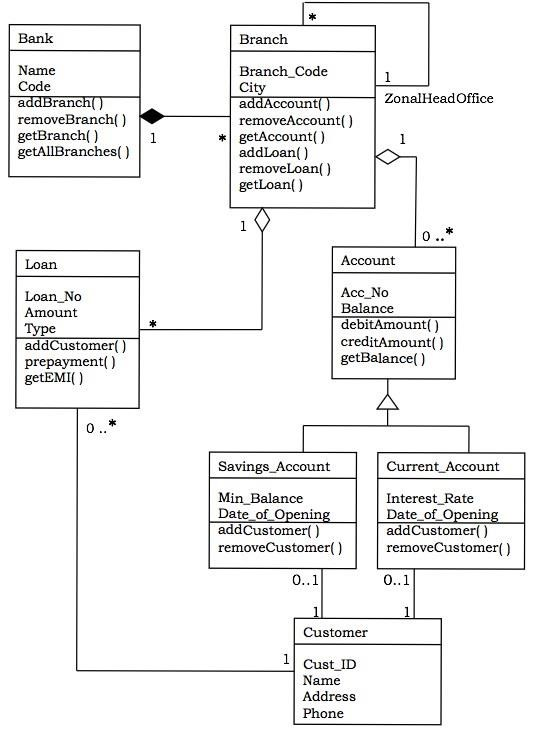 Bank
Name
Code
addBranch()
removeBranch()
getBranch()
getAllBranches()
1
*
Branch
Branch_Code
City
addAccount()
removeAccount()
getAccount()
addLoan()
removeLoan()
getLoan()
*
1
ZonalHeadOffice
1
0 ..*
1
*
Loan
Loan_No
Amount
Type
addCustomer()
prepayment()
getEMI()
0 ..*
Account
Acc_No
Balance
debitAmount()
creditAmount()
getBalance()
Savings_Account
Min_Balance
Date_of_Opening
addCustomer()
removeCustomer()
0..1
1
Current_Account
Interest_Rate
Date_of_Opening
addCustomer()
removeCustomer()
0..1
1
1
Customer
Cust_ID
Name
Address
Phone